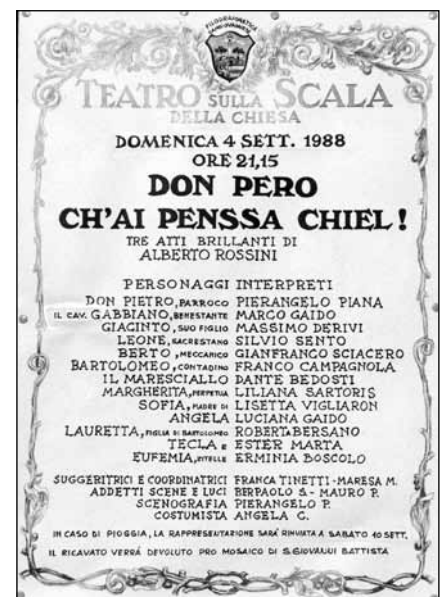 FILODRAMMATICA
TEATRO SULLA SCALA
DELLA CHIESA
DOMENICA 4 SETT. 1988
ORE 21,15
DON PERO
CH'AI PENSSA CHIEL!
TRE ATTI BRILLANTI DI
ALBERTO ROSSINI
PERSONAGGI INTERPRETI
DON PIETRO, PARROCO PIERANGELO PIANA
IL CAV. GABBIANO, BENESTANTE MARCO GAIDO
GIACINTO, SUO FIGLIO MASSIMO DERIVI
LEONE, SACRESTANO SILVIO SENTO
BERTO, MECCANICO GIANFRANCO SCIACERO
BARTOLOMEO, CONTADINO FRANCO CAMPAGNOLA
IL MARESCIALLO DANTE BEDOSTI
MARGHERITA, PERPETUA LILIANA SARTORIS
SOFIA, MADRE DI LISETTA VIGLIARON
ANGELA LUCIANA GAIDO
LAURETTA, FIGLIA DI BARTOLOMEO ROBERTA BERSANO
TECLA E ESTER MARTA
EUFEMIA, ZITELLE ERMINIA BOSCOLO
SUGGERITRICI E COORDINATRICI FRANCA TINETTI - MARESA M.
ADDETTI SCENE E LUCI BERPAOLO S. - MAURO P.
SCENOGRAFIA PIERANGELO P.
COSTUMISTA ANGELA C.
IN CASO DI PIOGGIA, LA RAPPRESENTAZIONE SARA' RINVIATA A SABATO 10 SETT.
IL RICAVATO VERRÀ DEVOLUTO PRO MOSAICO DI S. GIOVANNI BATTISTA